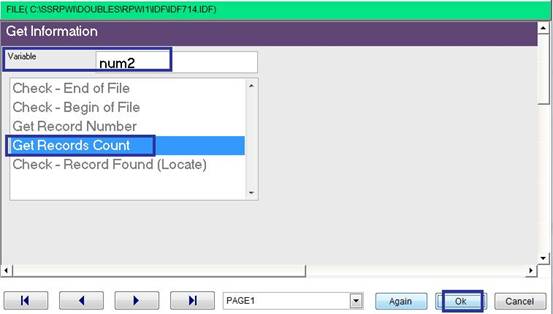 FILE( C:\SSRPWI\DOUBLES\RPWI1\IDF\IDF714.IDF)
Get Information
Variable num2
Check - End of File
Check - Begin of File
Get Record Number
Get Records Count
Check - Record Found (Locate)
PAGE1 Again Ok Cancel